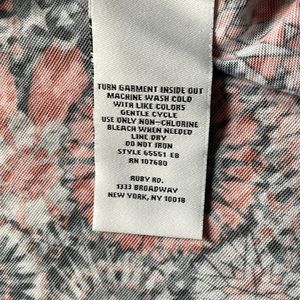 TURN GARMENT INSIDE OUT
MACHINE WASH COLD
WITH LIKE COLORS
GENTLE CYCLE
USE ONLY NON-CHLORINE
BLEACH WHEN NEEDED
LINE DRY
DO NOT IRON
STYLE 65551 EB
RN 107680
RUBY RD.
1333 BROADWAY
NEW YORK, NY 10018